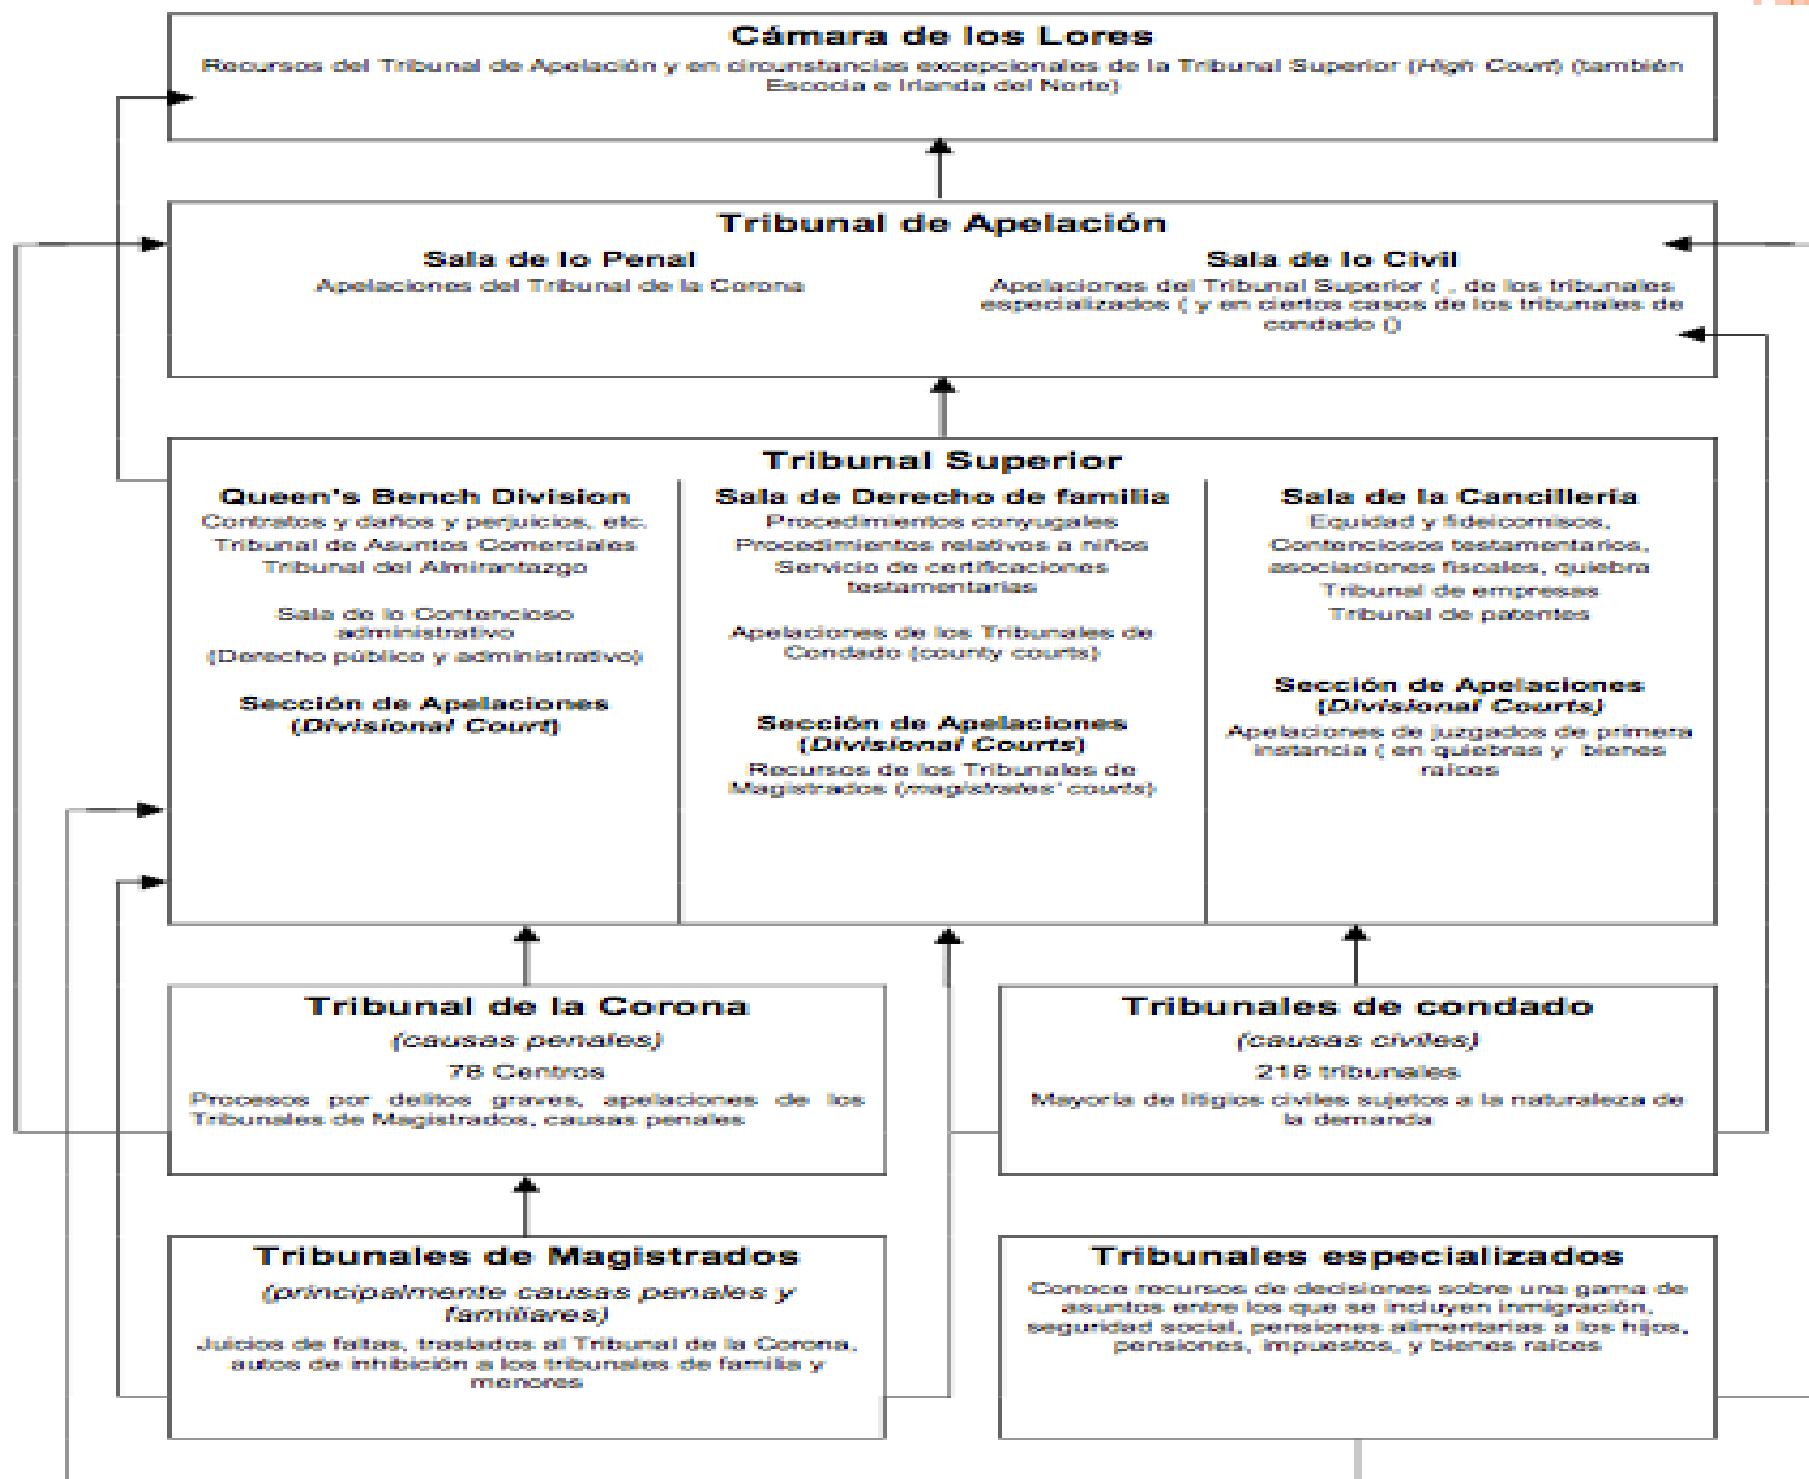 Cámara de los Lores
Recursos del Tribunal de Apelación y en circunstancias excepcionales de la Tribunal Superior (High Court) (también
Escocia e Irlanda del Norte)
Tribunal de Apelación
Sala de lo Penal
Apelaciones del Tribunal de la Corona
Sala de lo Civil
Apelaciones del Tribunal Superior ( , de los tribunales
especializados ( y en ciertos casos de los tribunales de
condado ()
Tribunal Superior
Queen's Bench Division
Contratos y daños y perjuicios, etc.
Tribunal de Asuntos Comerciales
Tribunal del Almirantazgo
Sala de lo Contencioso
administrativo
(Derecho público y administrativo)
Sección de Apelaciones
(Divisional Court)
Sala de Derecho de familia
Procedimientos conyugales
Procedimientos relativos a niños
Servicio de certificaciones
testamentarias
Apelaciones de los Tribunales de
Condado (county courts)
Sección de Apelaciones
(Divisional Courts)
Recursos de los Tribunales de
Magistrados (magistrates' courts)
Sala de la Cancillería
Equidad y fideicomisos,
Contenciosos testamentarios,
asociaciones fiscales, quiebra
Tribunal de empresas
Tribunal de patentes
Sección de Apelaciones
(Divisional Courts)
Apelaciones de juzgados de primera
instancia ( en quiebras y bienes
raíces
Tribunal de la Corona
(causas penales)
78 Centros
Procesos por delitos graves, apelaciones de los
Tribunales de Magistrados, causas penales
Tribunales de condado
(causas civiles)
218 tribunales
Mayoría de litigios civiles sujetos a la naturaleza de
la demanda
Tribunales de Magistrados
(principalmente causas penales y
familiares)
Juicios de faltas, traslados al Tribunal de la Corona,
autos de inhibición a los tribunales de familia y
menores
Tribunales especializados
Conoce recursos de decisiones sobre una gama de
asuntos entre los que se incluyen inmigración,
seguridad social, pensiones alimentarias a los hijos,
pensiones, impuestos, y bienes raíces